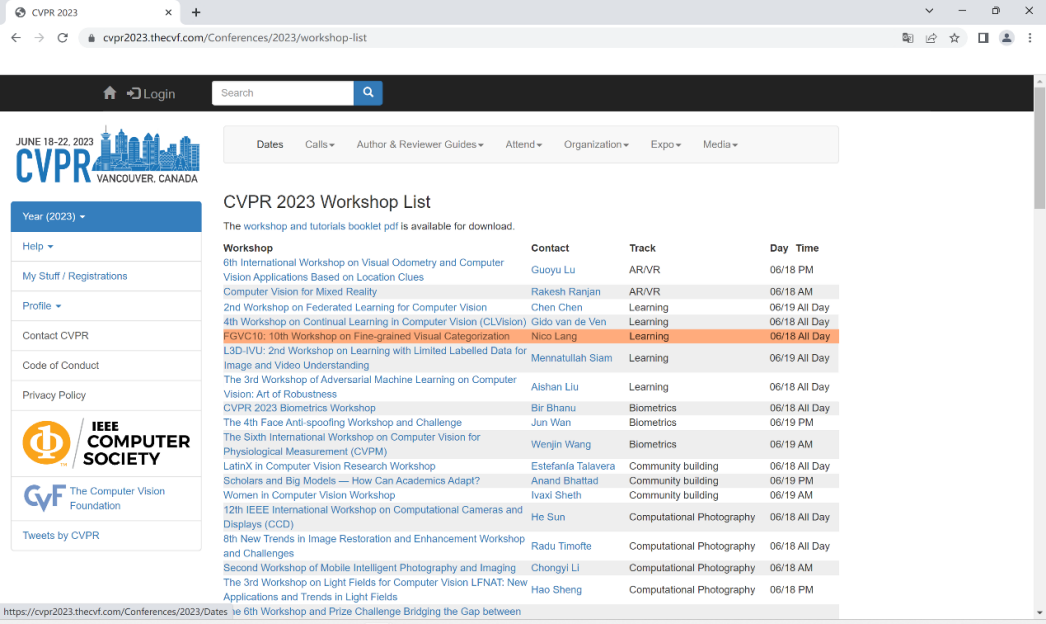 CVPR 2023
cvpr2023.thecvf.com/Conferences/2023/workshop-list
Login
Search
JUNE 18-22, 2023
CVPR
VANCOUVER, CANADA
Dates Calls Author & Reviewer Guides Attend Organization Expo Media
Year (2023)
Help
My Stuff / Registrations
Profile
Contact CVPR
Code of Conduct
Privacy Policy
IEEE
COMPUTER
SOCIETY
TM
CVF
The Computer Vision
Foundation
Tweets by CVPR
CVPR 2023 Workshop List
The workshop and tutorials booklet pdf is available for download.
Workshop Contact Track Day Time
6th International Workshop on Visual Odometry and Computer
Vision Applications Based on Location Clues Guoyu Lu AR/VR 06/18 PM
Computer Vision for Mixed Reality Rakesh Ranjan AR/VR 06/18 AM
2nd Workshop on Federated Learning for Computer Vision Chen Chen Learning 06/19 All Day
4th Workshop on Continual Learning in Computer Vision (CLVision) Gido van de Ven Learning 06/18 All Day
FGVC10: 10th Workshop on Fine-grained Visual Categorization Nico Lang Learning 06/18 All Day
L3D-IVU: 2nd Workshop on Learning with Limited Labelled Data for
Image and Video Understanding Mennatullah Siam Learning 06/19 All Day
The 3rd Workshop of Adversarial Machine Learning on Computer
Vision: Art of Robustness Aishan Liu Learning 06/19 All Day
CVPR 2023 Biometrics Workshop Bir Bhanu Biometrics 06/18 All Day
The 4th Face Anti-spoofing Workshop and Challenge Jun Wan Biometrics 06/19 PM
The Sixth International Workshop on Computer Vision for
Physiological Measurement (CVPM) Wenjin Wang Biometrics 06/19 AM
LatinX in Computer Vision Research Workshop Estefanía Talavera Community building 06/18 All Day
Scholars and Big Models — How Can Academics Adapt? Anand Bhattad Community building 06/19 PM
Women in Computer Vision Workshop Ivaxi Sheth Community building 06/19 AM
12th IEEE International Workshop on Computational Cameras and
Displays (CCD) He Sun Computational Photography 06/18 All Day
8th New Trends in Image Restoration and Enhancement Workshop
and Challenges Radu Timofte Computational Photography 06/18 All Day
Second Workshop of Mobile Intelligent Photography and Imaging Chongyi Li Computational Photography 06/18 AM
The 3rd Workshop on Light Fields for Computer Vision LFNAT: New
Applications and Trends in Light Fields Hao Sheng Computational Photography 06/18 PM
6th Workshop and Prize Challenge Bridging the Gap between
https://cvpr2023.thecvf.com/Conferences/2023/Dates